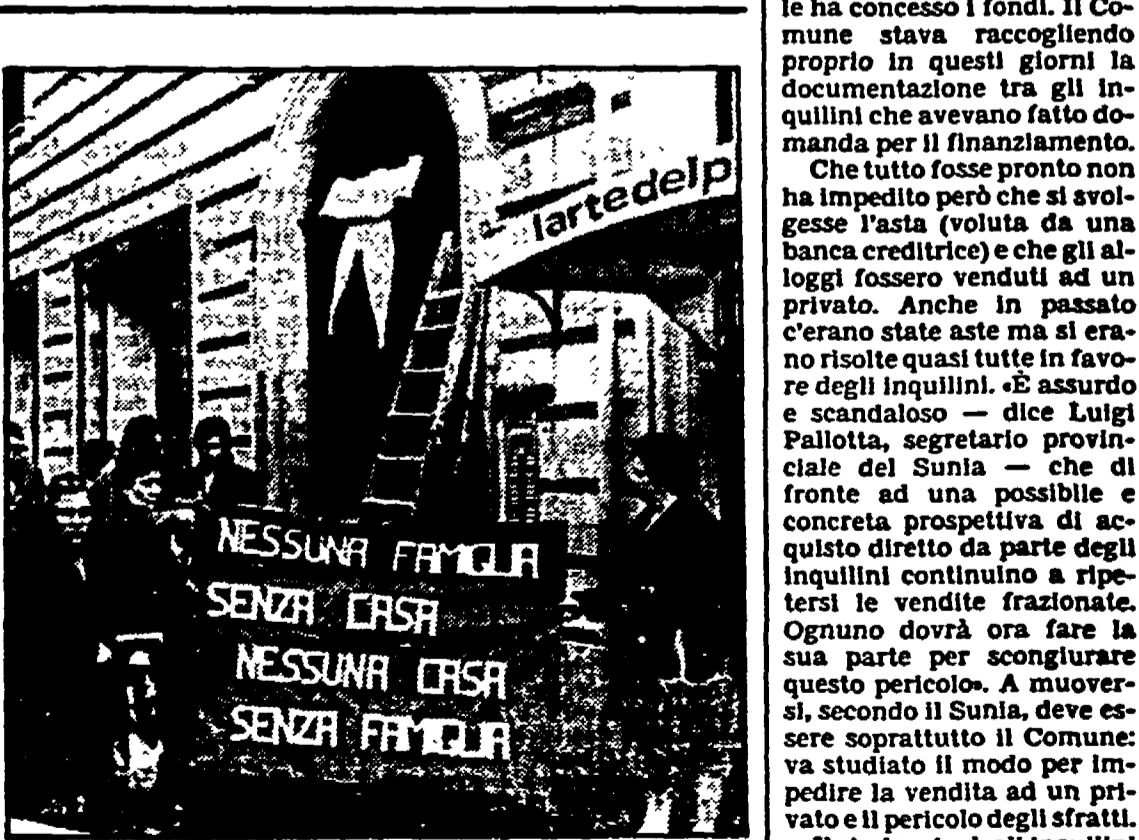 lartedelp
NESSUNA FAMIGLIA
SENZA CASA
NESSUNA CASA
SENZA FAMIGLIA
le ha concesso i fondi. Il Co-
mune stava raccogliendo
proprio in questi giorni la
documentazione tra gli in-
quilini che avevano fatto do-
manda per il finanziamento.
Che tutto fosse pronto non
ha impedito però che si svol-
gesse l'asta (voluta da una
banca creditrice) e che gli al-
loggi fossero venduti ad un
privato. Anche in passato
c'erano state aste ma si era-
no risolte quasi tutte in favo-
re degli inquilini. «È assurdo
e scandaloso — dice Luigi
Pallotta, segretario provin-
ciale del Sunia — che di
fronte ad una possibile e
concreta prospettiva di ac-
quisto diretto da parte degli
inquilini continuino a ripe-
tersi le vendite frazionate.
Ognuno dovrà ora fare la
sua parte per scongiurare
questo pericolo». A muover-
si, secondo il Sunia, deve es-
sere soprattutto il Comune:
va studiato il modo per im-
pedire la vendita ad un pri-
vato e il pericolo degli sfratti.